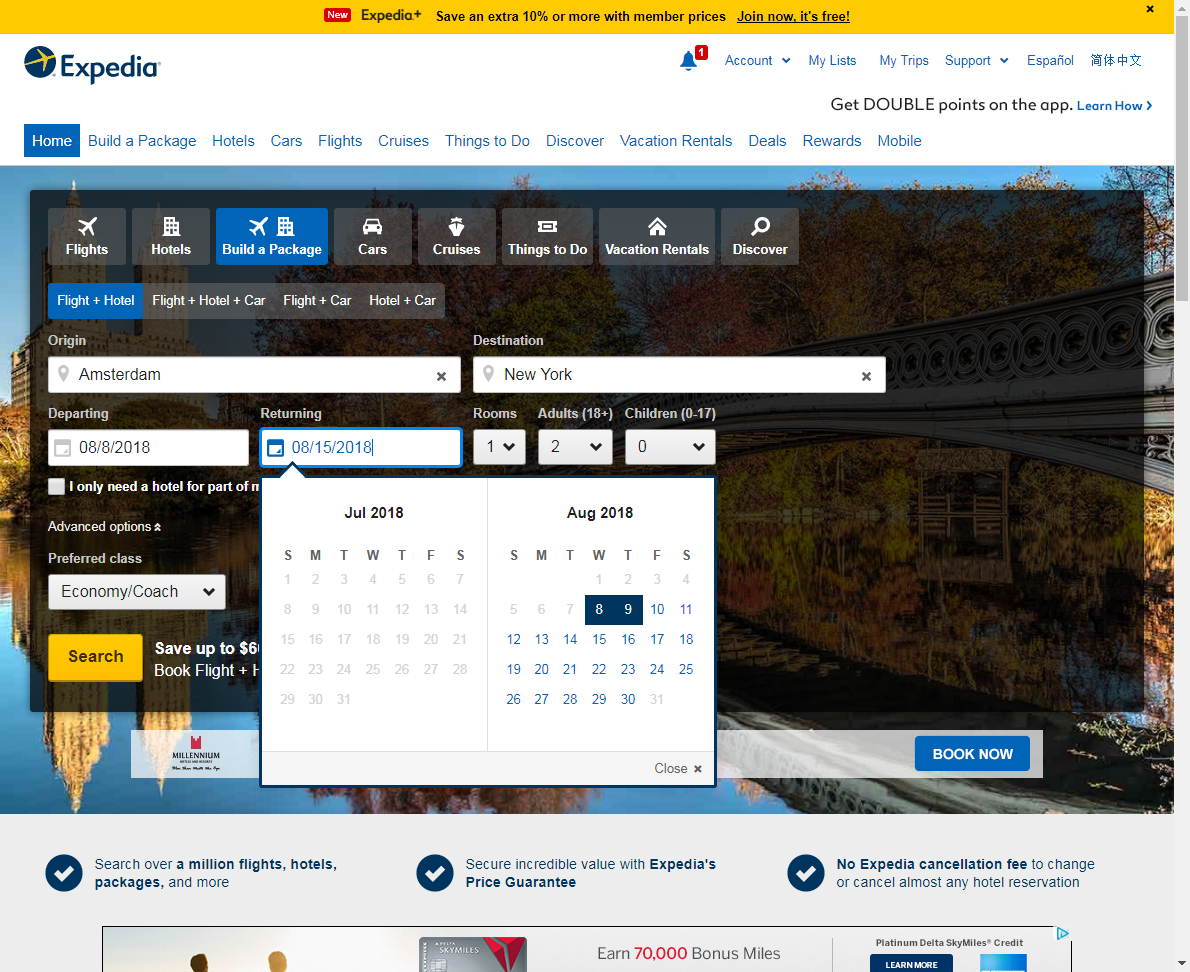 New Expedia+ Save an extra 10% or more with member prices Join now, it's free!
Expedia
1 Account My Lists My Trips Support Español 简体中文
Get DOUBLE points on the app. Learn How
Home Build a Package Hotels Cars Flights Cruises Things to Do Discover Vacation Rentals Deals Rewards Mobile
Flights Hotels Build a Package Cars Cruises Things to Do Vacation Rentals Discover
Flight + Hotel Flight + Hotel + Car Flight + Car Hotel + Car
Origin Destination
Amsterdam New York
Departing Returning Rooms Adults (18+) Children (0-17)
08/8/2018 08/15/2018 1 2 0
I only need a hotel for part of m
Advanced options
Preferred class
Economy/Coach
Search
Save up to $6
Book Flight + H
Jul 2018
S M T W T F S
1 2 3 4 5 6 7
8 9 10 11 12 13 14
15 16 17 18 19 20 21
22 23 24 25 26 27 28
29 30 31
Aug 2018
S M T W T F S
1 2 3 4
5 6 7 8 9 10 11
12 13 14 15 16 17 18
19 20 21 22 23 24 25
26 27 28 29 30 31
Close
MILLENNIUM
BOOK NOW
Search over a million flights, hotels,
packages, and more
Secure incredible value with Expedia's
Price Guarantee
No Expedia cancellation fee to change
or cancel almost any hotel reservation
DELTA
SKYMILES
Earn 70,000 Bonus Miles
Platinum Delta SkyMiles® Credit
LEARN MORE